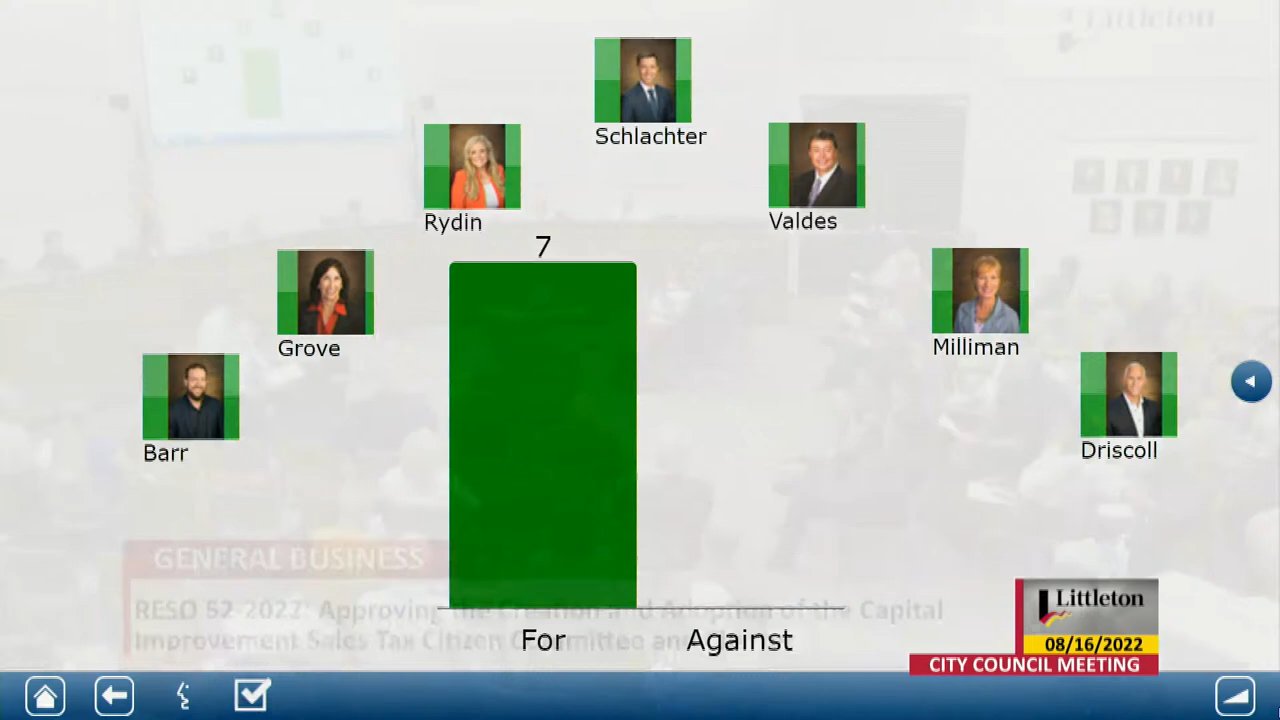 Littleton
Schlachter
Rydin
Valdes
7
Grove
Milliman
Barr
Driscoll
GENERAL BUSINESS
RESO 52-2022: Approving the Creation and Adoption of the Capital
Improvement Sales Tax Citizen Committee
For
Against
Littleton
08/16/2022
CITY COUNCIL MEETING